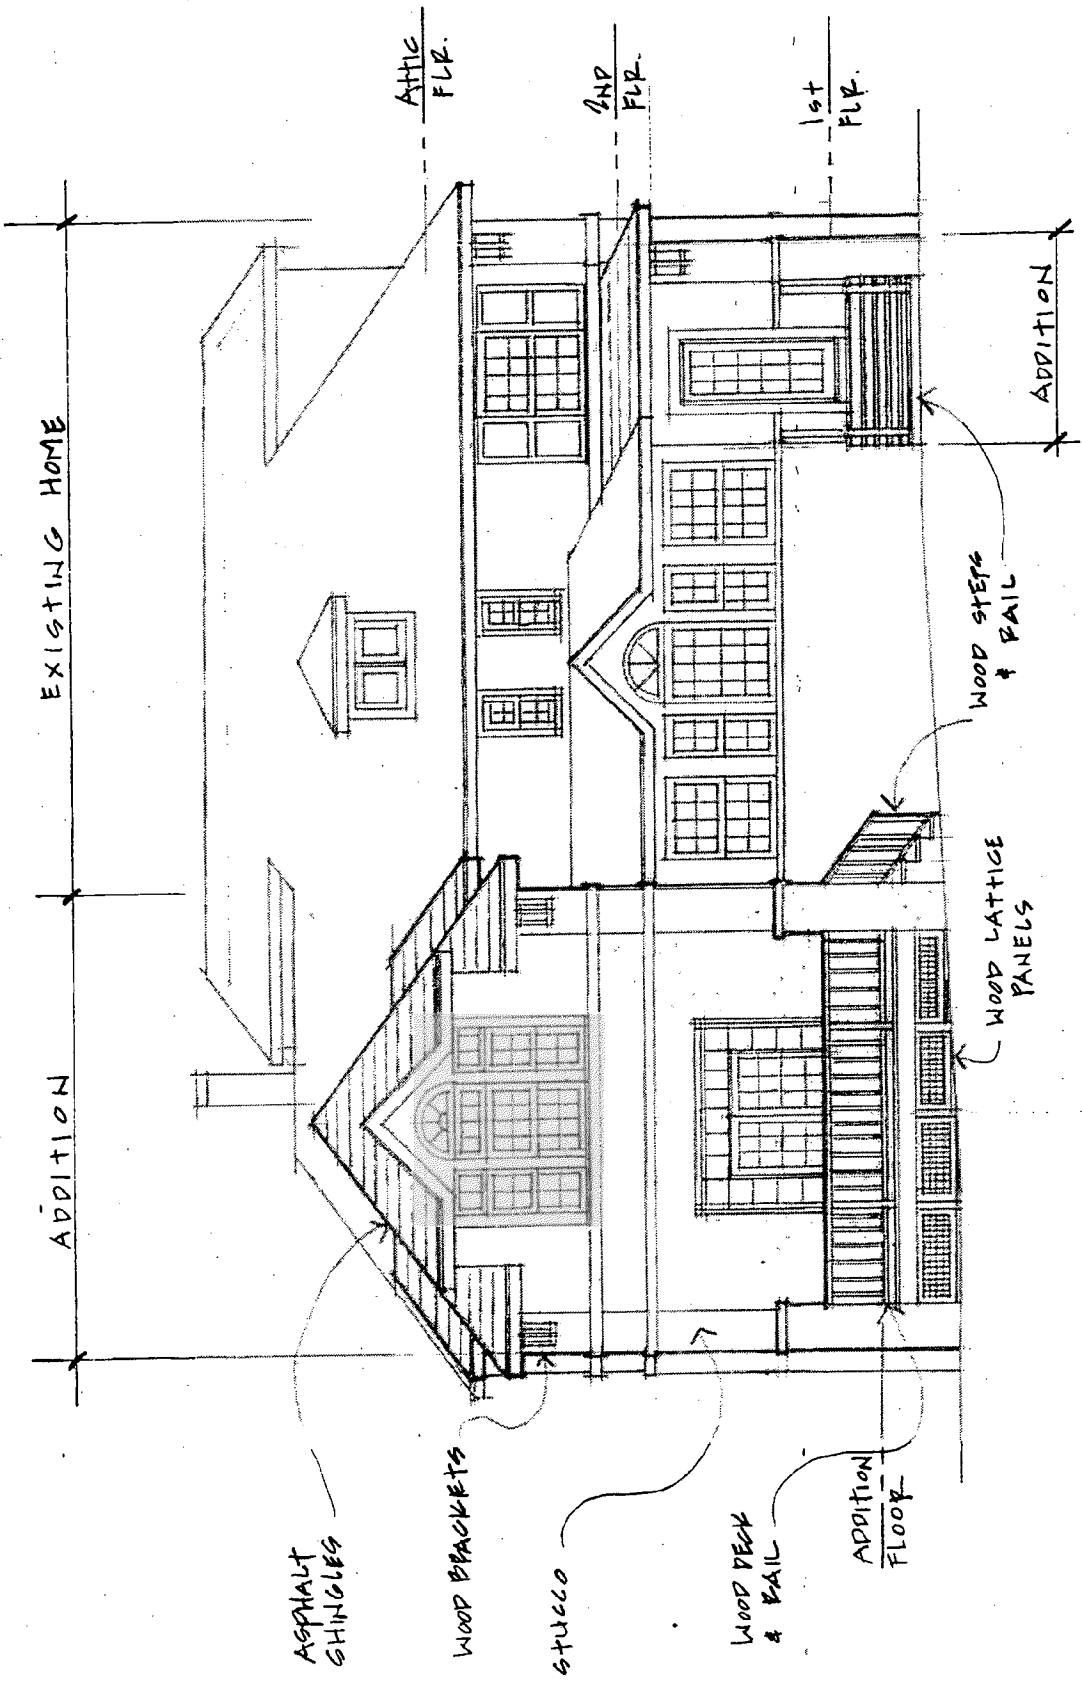 ADDITION
EXISTING HOME
Attic
FLR.
2ND
FLR.
1st
FLR.
ASPHALT
SHINGLES
WOOD BRACKETS
STUCCO
WOOD DECK
& RAIL
ADDITION
FLOOR
WOOD LATTICE
PANELS
WOOD STEPS
& RAIL
ADDITION